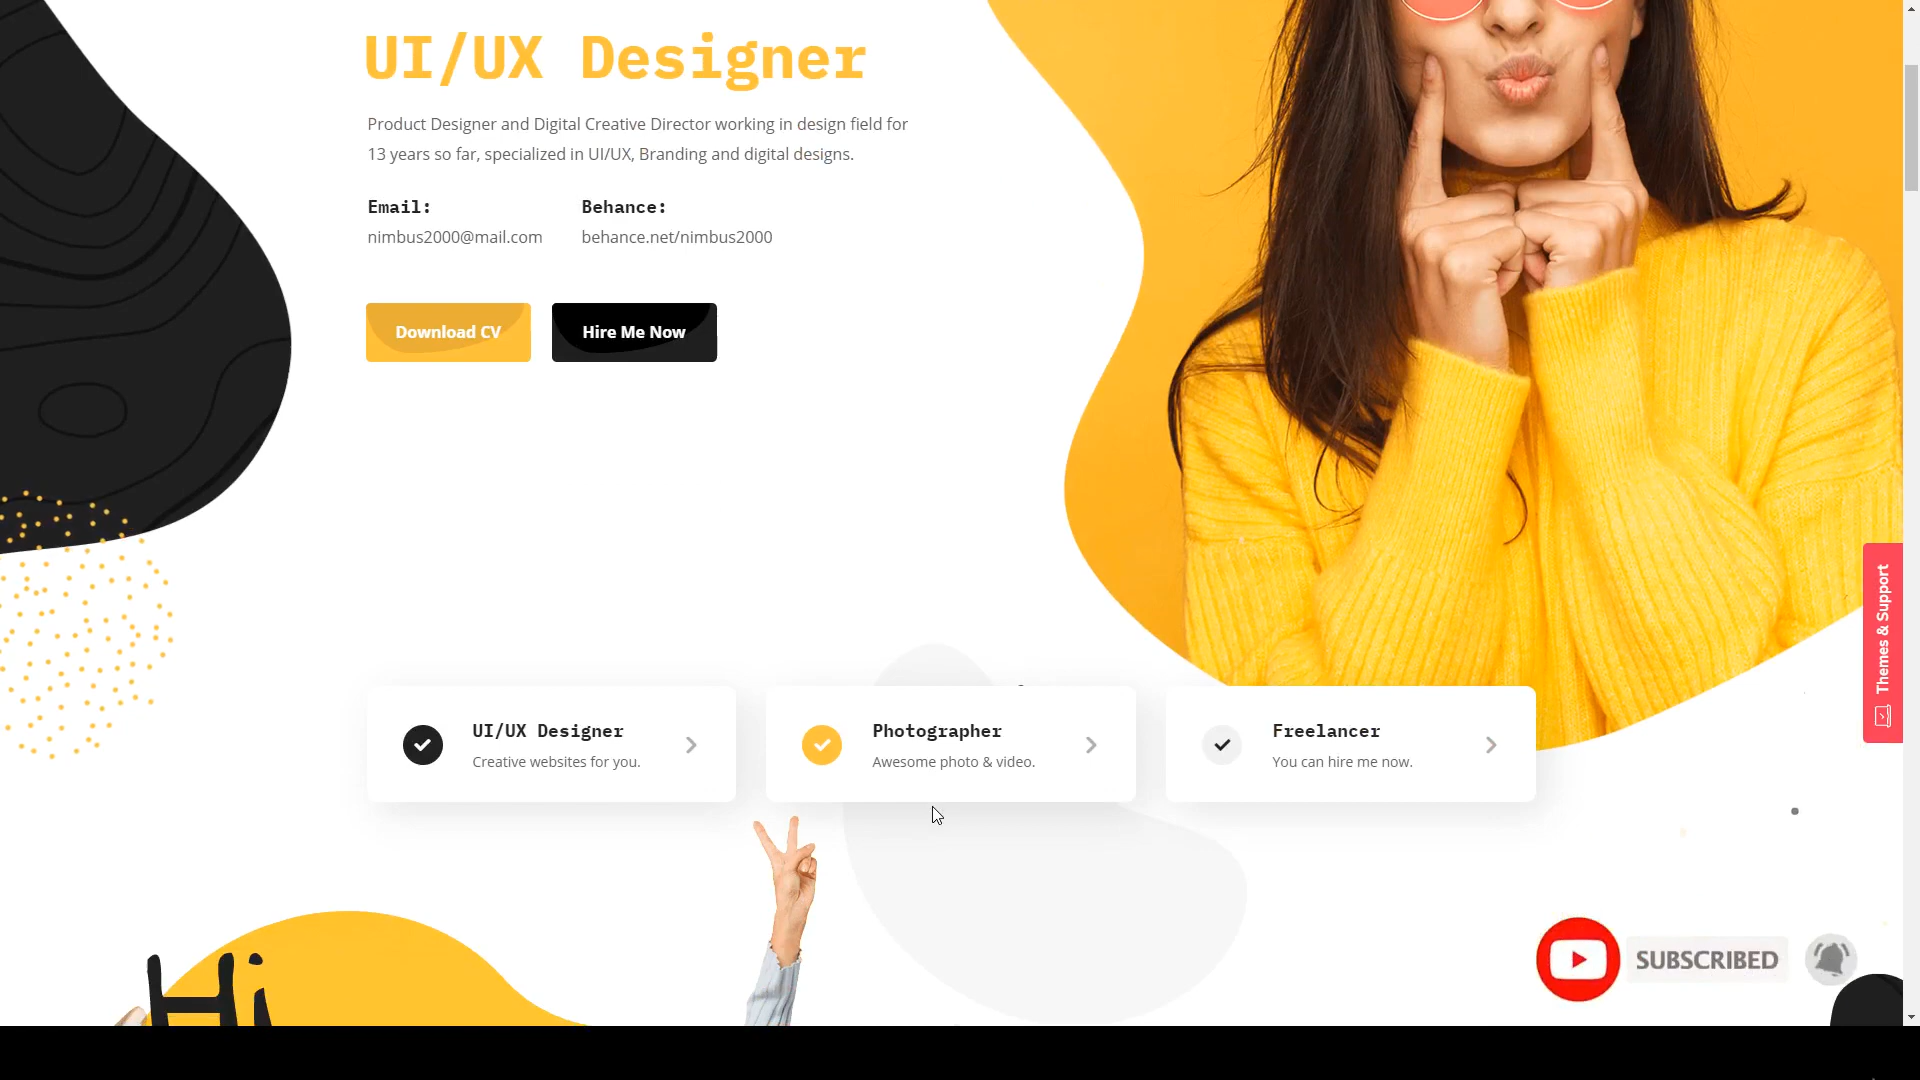 UI/UX Designer
Product Designer and Digital Creative Director working in design field for
13 years so far, specialized in UI/UX, Branding and digital designs.
Email:
nimbus2000@mail.com
Behance:
behance.net/nimbus2000
Download CV
Hire Me Now
Themes & Support
UI/UX Designer
Creative websites for you.
Photographer
Awesome photo & video.
Freelancer
You can hire me now.
SUBSCRIBED
Hi